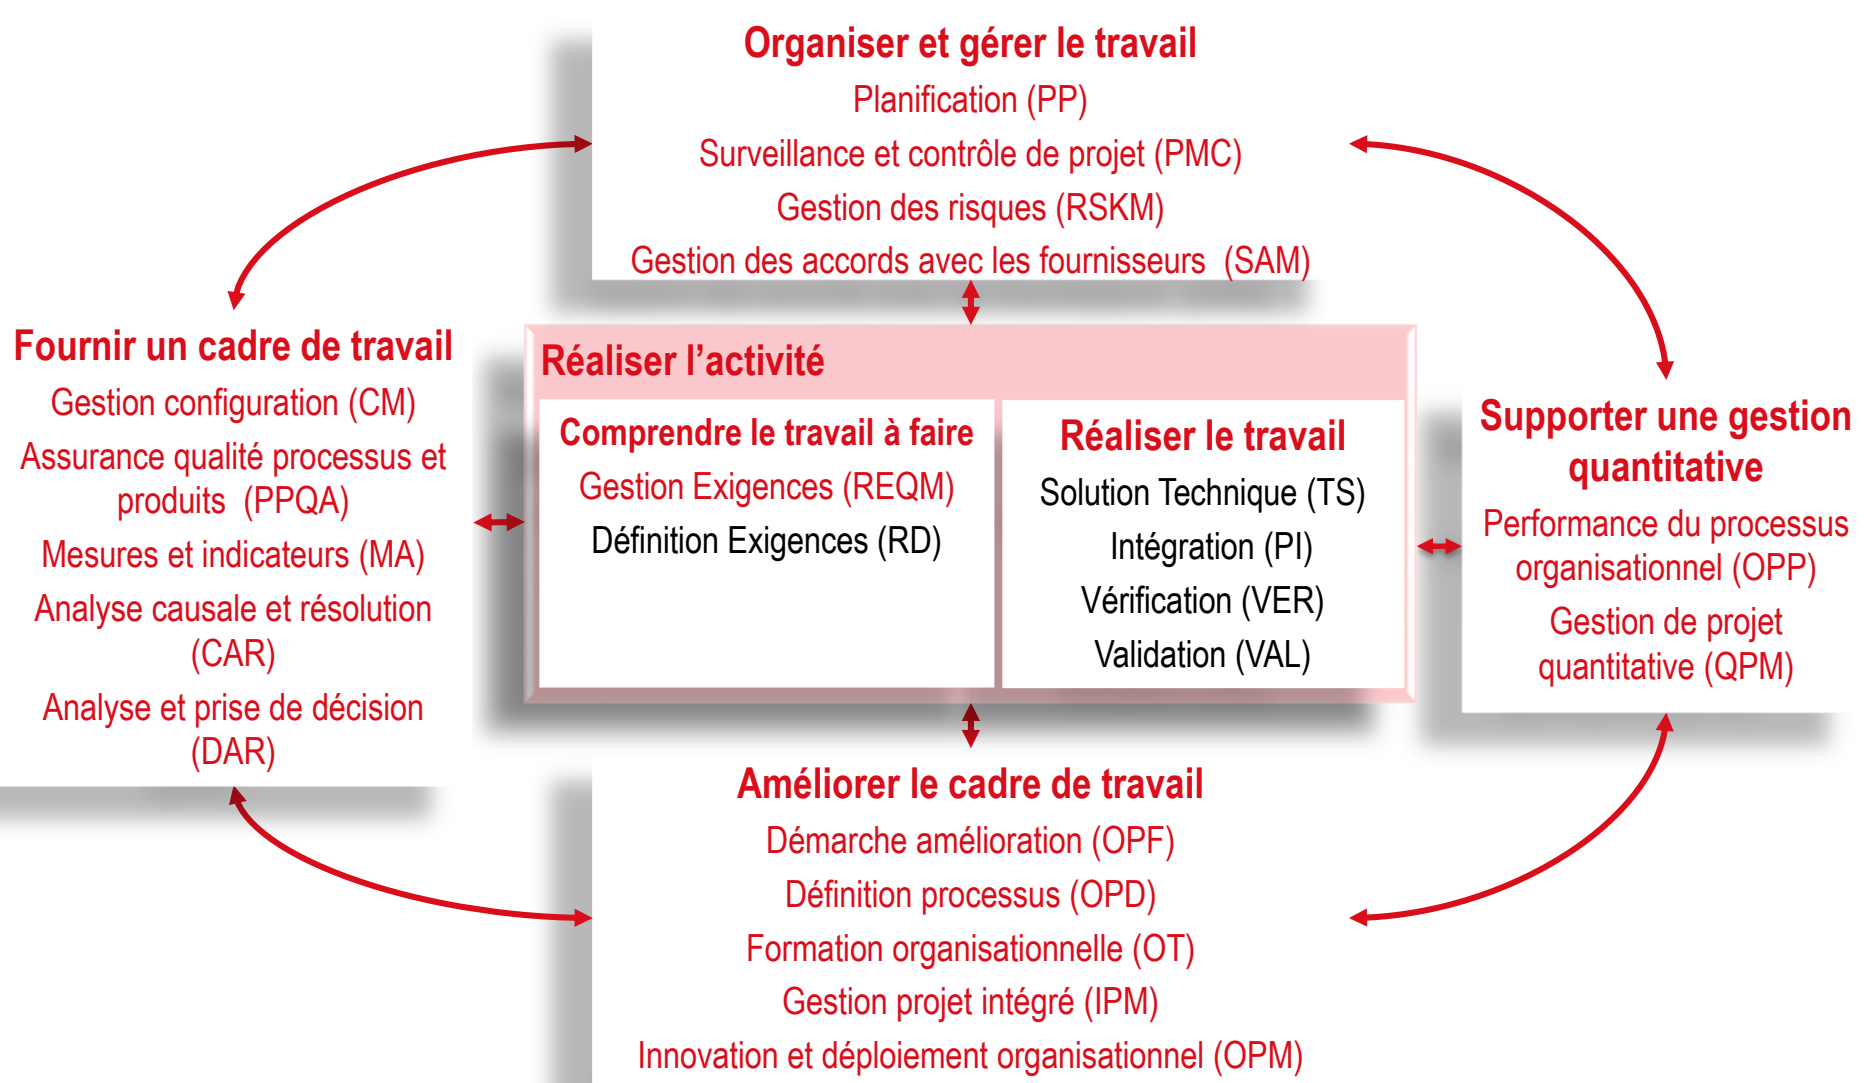 Organiser et gérer le travail
Planification (PP)
Surveillance et contrôle de projet (PMC)
Gestion des risques (RSKM)
Gestion des accords avec les fournisseurs (SAM)
Fournir un cadre de travail
Gestion configuration (CM)
Assurance qualité processus et
produits (PPQA)
Mesures et indicateurs (MA)
Analyse causale et résolution
(CAR)
Analyse et prise de décision
(DAR)
Réaliser l’activité
Comprendre le travail à faire
Gestion Exigences (REQM)
Définition Exigences (RD)
Réaliser le travail
Solution Technique (TS)
Intégration (PI)
Vérification (VER)
Validation (VAL)
Supporter une gestion
quantitative
Performance du processus
organisationnel (OPP)
Gestion de projet
quantitative (QPM)
Améliorer le cadre de travail
Démarche amélioration (OPF)
Définition processus (OPD)
Formation organisationnelle (OT)
Gestion projet intégré (IPM)
Innovation et déploiement organisationnel (OPM)